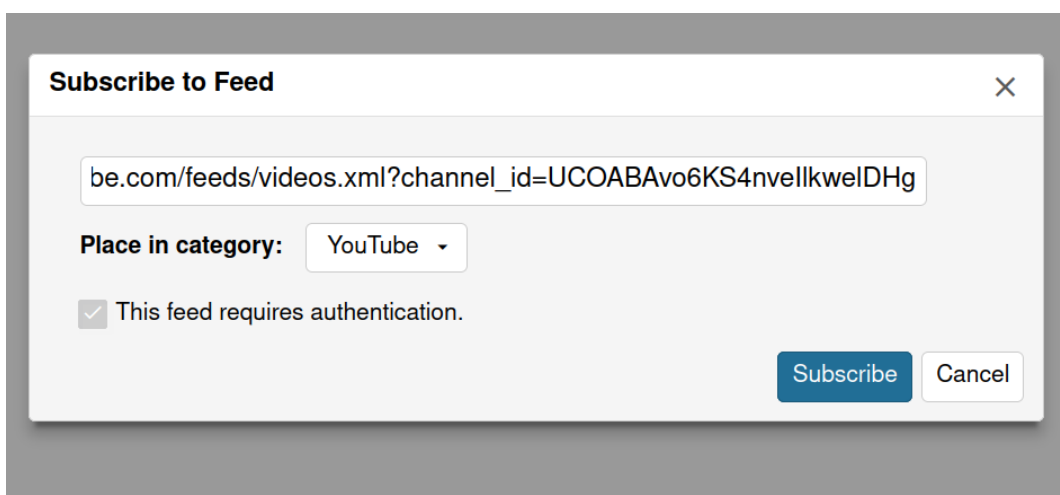 Subscribe to Feed
be.com/feeds/videos.xml?channel_id=UCOABAvo6KS4nveIlkwelDHg
Place in category: YouTube
This feed requires authentication.
Subscribe Cancel